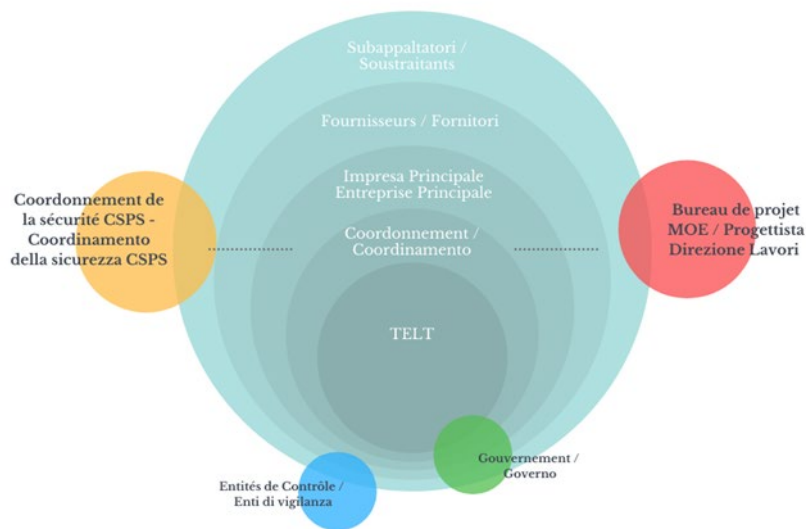 Subappaltatori /
Soustraitants
Fournisseurs / Fornitori
Impresa Principale
Entreprise Principale
Coordonnement /
Coordinamento
TELT
Coordonnement de
la sécurité CSPS -
Coordinamento
della sicurezza CSPS
Bureau de projet
MOE / Progettista
Direzione Lavori
Entités de Contrôle /
Enti di vigilanza
Gouvernement /
Governo